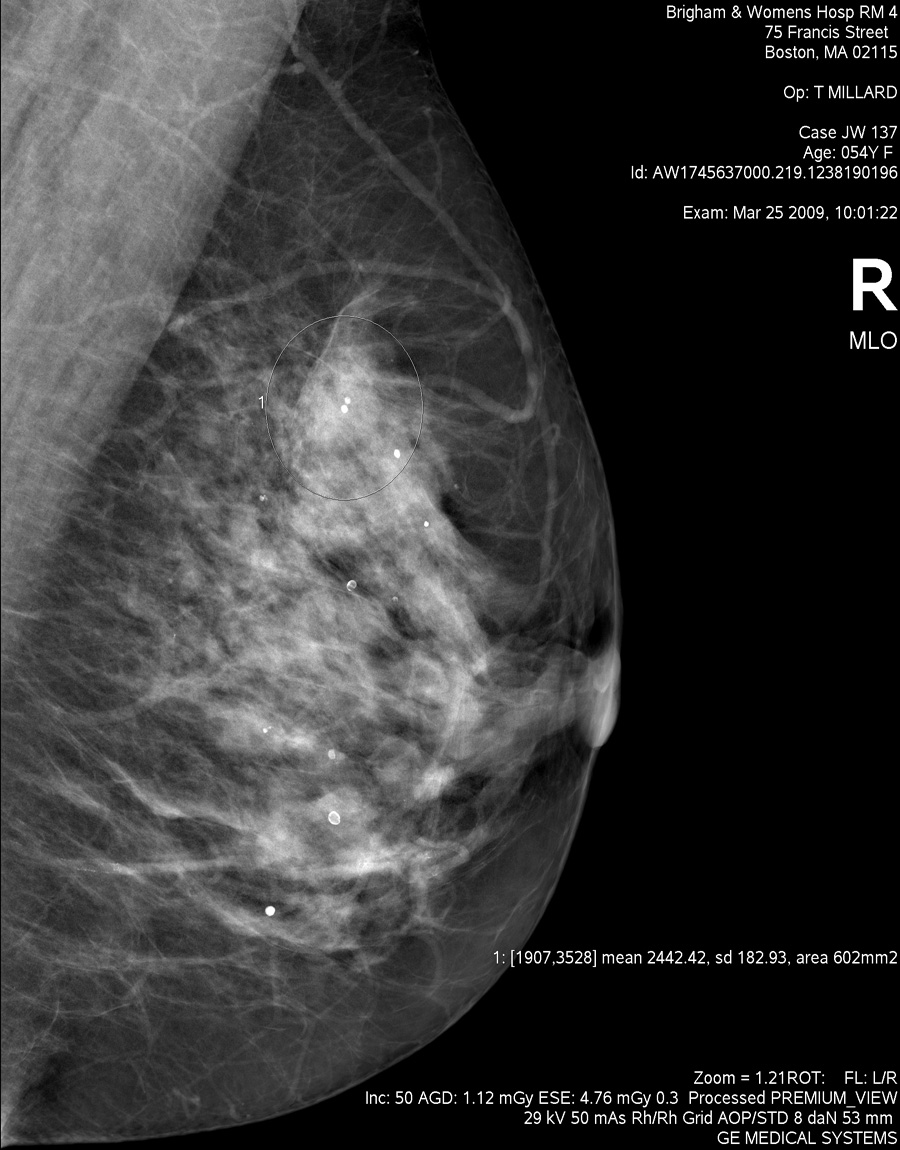 Brigham & Womens Hosp RM 4
75 Francis Street
Boston, MA 02115
Op: T MILLARD
Case JW 137
Age: 054Y F
Id: AW1745637000.219.1238190196
Exam: Mar 25 2009, 10:01:22
R
MLO
1
1: [1907,3528] mean 2442.42, sd 182.93, area 602mm2
Zoom = 1.21ROT: FL: L/R
Inc: 50 AGD: 1.12 mGy ESE: 4.76 mGy 0.3 Processed PREMIUM_VIEW
29 kV 50 mAs Rh/Rh Grid AOP/STD 8 daN 53 mm
GE MEDICAL SYSTEMS